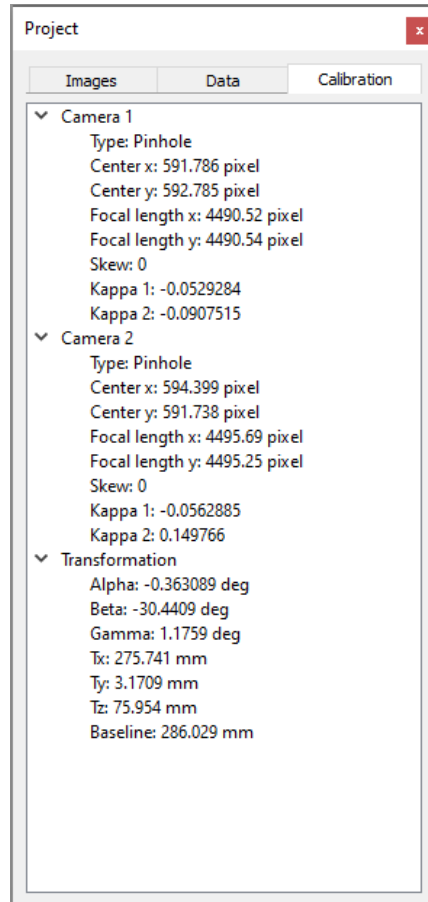 Project
x
Images Data Calibration
Camera 1
Type: Pinhole
Center x: 591.786 pixel
Center y: 592.785 pixel
Focal length x: 4490.52 pixel
Focal length y: 4490.54 pixel
Skew: 0
Kappa 1: -0.0529284
Kappa 2: -0.0907515
Camera 2
Type: Pinhole
Center x: 594.399 pixel
Center y: 591.738 pixel
Focal length x: 4495.69 pixel
Focal length y: 4495.25 pixel
Skew: 0
Kappa 1: -0.0562885
Kappa 2: 0.149766
Transformation
Alpha: -0.363089 deg
Beta: -30.4409 deg
Gamma: 1.1759 deg
Tx: 275.741 mm
Ty: 3.1709 mm
Tz: 75.954 mm
Baseline: 286.029 mm